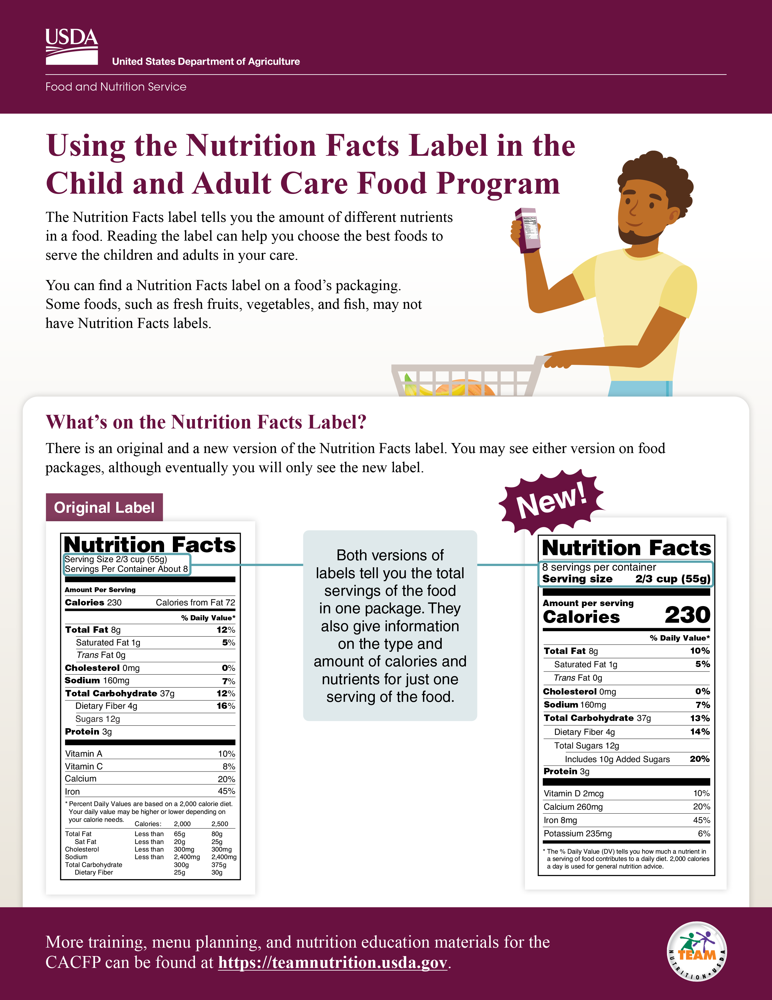 USDA
United States Department of Agriculture
Food and Nutrition Service
Using the Nutrition Facts Label in the
Child and Adult Care Food Program
The Nutrition Facts label tells you the amount of different nutrients
in a food. Reading the label can help you choose the best foods to
serve the children and adults in your care.
You can find a Nutrition Facts label on a food’s packaging.
Some foods, such as fresh fruits, vegetables, and fish, may not
have Nutrition Facts labels.
What’s on the Nutrition Facts Label?
There is an original and a new version of the Nutrition Facts label. You may see either version on food
packages, although eventually you will only see the new label.
Original Label
Nutrition Facts
Serving Size 2/3 cup (55g)
Servings Per Container About 8
Amount Per Serving
Calories 230 Calories from Fat 72
% Daily Value*
Total Fat 8g 12%
Saturated Fat 1g 5%
Trans Fat 0g
Cholesterol 0mg 0%
Sodium 160mg 7%
Total Carbohydrate 37g 12%
Dietary Fiber 4g 16%
Sugars 12g
Protein 3g
Vitamin A 10%
Vitamin C 8%
Calcium 20%
Iron 45%
* Percent Daily Values are based on a 2,000 calorie diet.
Your daily value may be higher or lower depending on
your calorie needs.
Calories: 2,000 2,500
Total Fat Less than 65g 80g
Sat Fat Less than 20g 25g
Cholesterol Less than 300mg 300mg
Sodium Less than 2,400mg 2,400mg
Total Carbohydrate 300g 375g
Dietary Fiber 25g 30g
Both versions of
labels tell you the total
servings of the food
in one package. They
also give information
on the type and
amount of calories and
nutrients for just one
serving of the food.
New!
Nutrition Facts
8 servings per container
Serving size 2/3 cup (55g)
Amount per serving
Calories 230
% Daily Value*
Total Fat 8g 10%
Saturated Fat 1g 5%
Trans Fat 0g
Cholesterol 0mg 0%
Sodium 160mg 7%
Total Carbohydrate 37g 13%
Dietary Fiber 4g 14%
Total Sugars 12g
Includes 10g Added Sugars 20%
Protein 3g
Vitamin D 2mcg 10%
Calcium 260mg 20%
Iron 8mg 45%
Potassium 235mg 6%
* The % Daily Value (DV) tells you how much a nutrient in
a serving of food contributes to a daily diet. 2,000 calories
a day is used for general nutrition advice.
More training, menu planning, and nutrition education materials for the
CACFP can be found at https://teamnutrition.usda.gov.
TEAM
NUTRITION • USDA